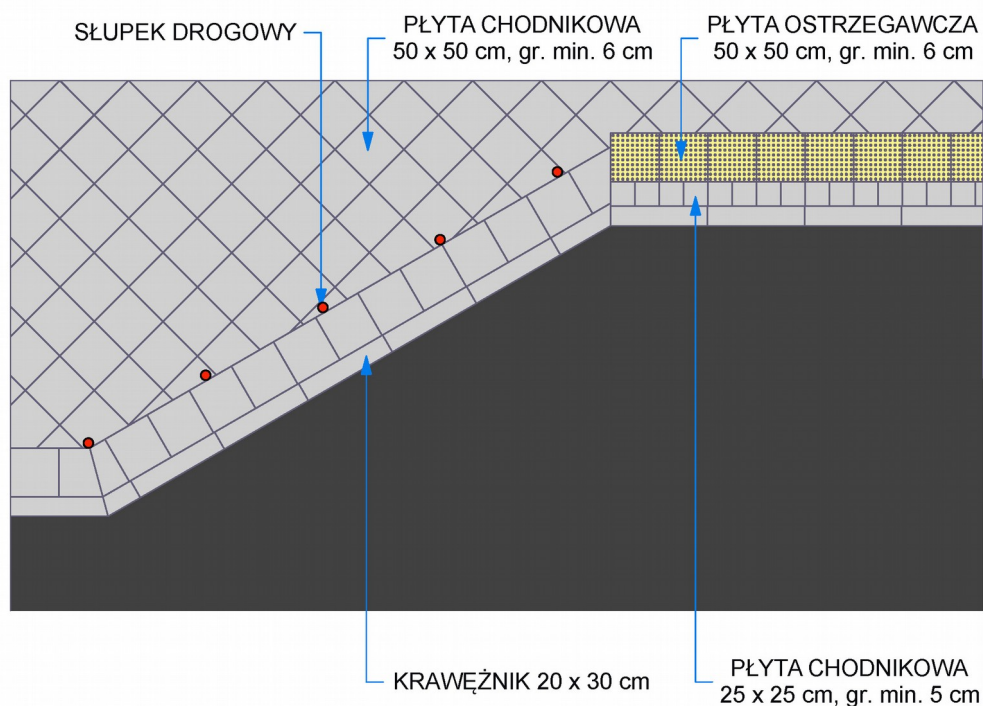 SŁUPEK DROGOWY
PŁYTA CHODNIKOWA
50 x 50 cm, gr. min. 6 cm
PŁYTA OSTRZEGAWCZA
50 x 50 cm, gr. min. 6 cm
KRAWĘŻNIK 20 x 30 cm
PŁYTA CHODNIKOWA
25 x 25 cm, gr. min. 5 cm